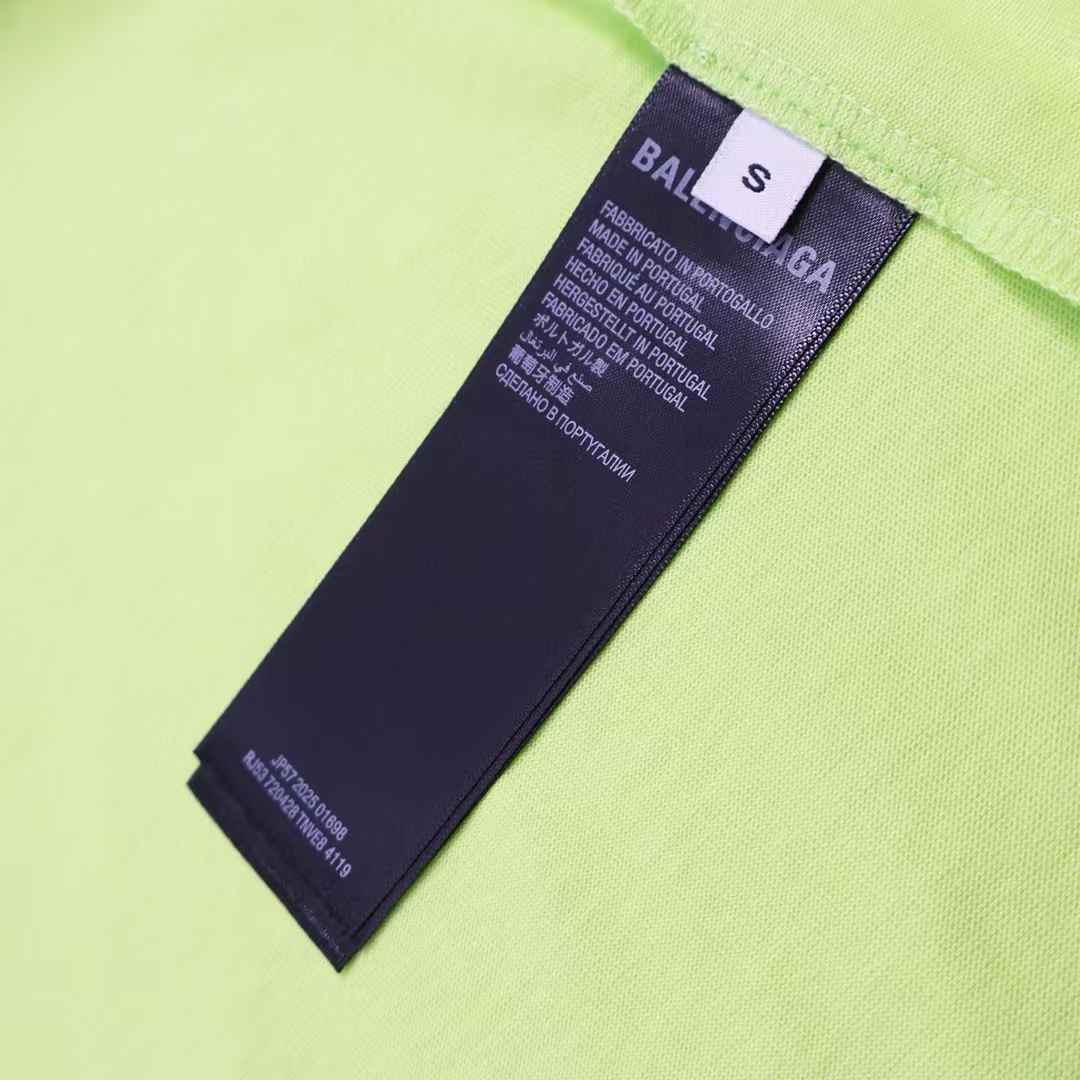 S
BALENCIAGA
FABBRICATO IN PORTOGALLO
MADE IN PORTUGAL
FABRIQUÉ AU PORTUGAL
HECHO EN PORTUGAL
HERGESTELLT IN PORTUGAL
FABRICADO EM PORTUGAL
ポルトガル製
صنع في البرتغال
葡萄牙制造
СДЕЛАНО В ПОРТУГАЛИИ
JP57 2025 01698
RJ53 720428 TNVE8 4119